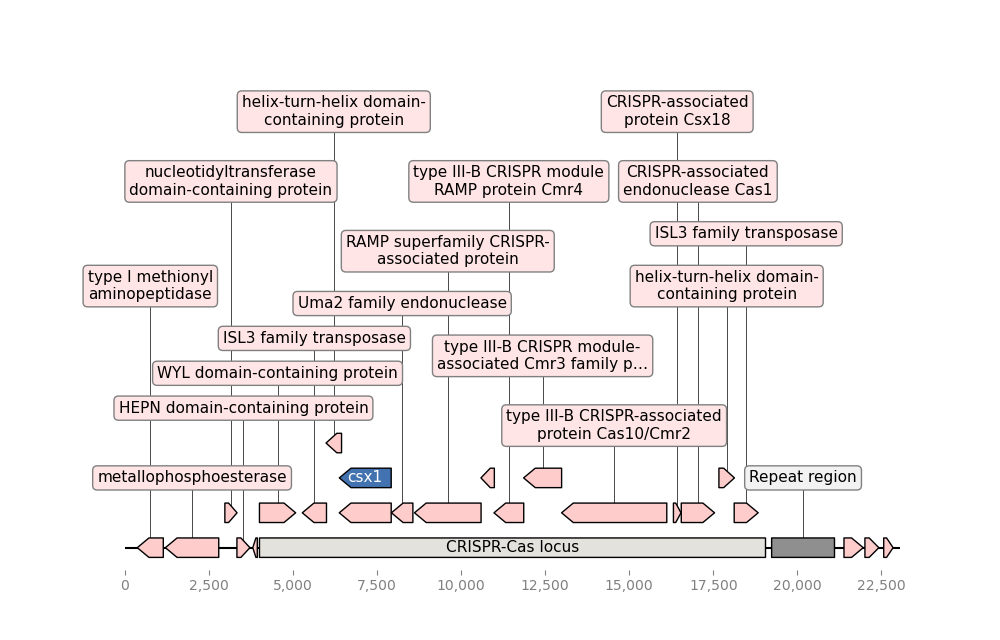 helix-turn-helix domain-
containing protein
CRISPR-associated
protein Csx18
nucleotidyltransferase
domain-containing protein
type III-B CRISPR module
RAMP protein Cmr4
CRISPR-associated
endonuclease Cas1
ISL3 family transposase
RAMP superfamily CRISPR-
associated protein
type I methionyl
aminopeptidase
helix-turn-helix domain-
containing protein
Uma2 family endonuclease
ISL3 family transposase
type III-B CRISPR module-
associated Cmr3 family p...
WYL domain-containing protein
HEPN domain-containing protein
type III-B CRISPR-associated
protein Cas10/Cmr2
metallophosphoesterase
csx1
Repeat region
CRISPR-Cas locus
0 2,500 5,000 7,500 10,000 12,500 15,000 17,500 20,000 22,500